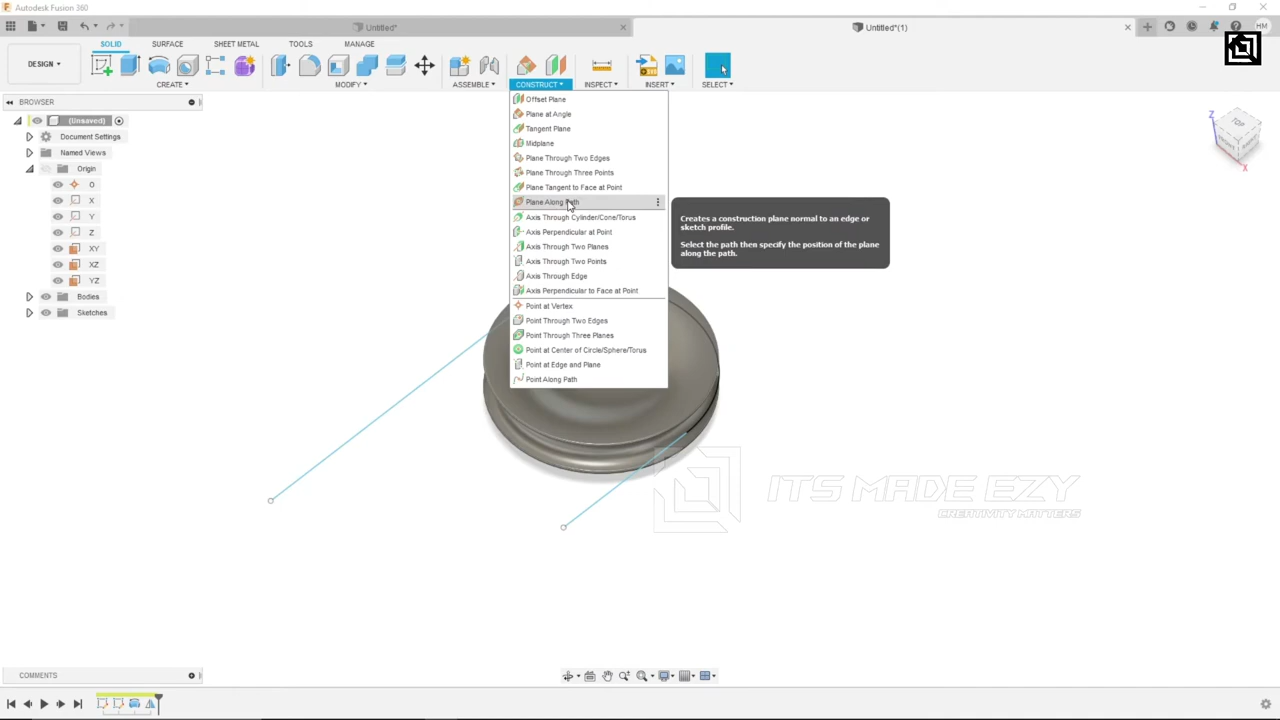 Autodesk Fusion 360
Untitled*
Untitled*(1)
HM
SOLID
SURFACE
SHEET METAL
TOOLS
MANAGE
DESIGN
CREATE
MODIFY
ASSEMBLE
CONSTRUCT
INSPECT
INSERT
SELECT
BROWSER
(Unsaved)
Document Settings
Named Views
Origin
O
X
Y
Z
XY
XZ
YZ
Bodies
Sketches
Offset Plane
Plane at Angle
Tangent Plane
Midplane
Plane Through Two Edges
Plane Through Three Points
Plane Tangent to Face at Point
Plane Along Path
Axis Through Cylinder/Cone/Torus
Axis Perpendicular at Point
Axis Through Two Planes
Axis Through Two Points
Axis Through Edge
Axis Perpendicular to Face at Point
Point at Vertex
Point Through Two Edges
Point Through Three Planes
Point at Center of Circle/Sphere/Torus
Point at Edge and Plane
Point Along Path
Creates a construction plane normal to an edge or
sketch profile.
Select the path then specify the position of the plane
along the path.
Z
TOP
X
ITS MADE EZY
CREATIVITY MATTERS
COMMENTS